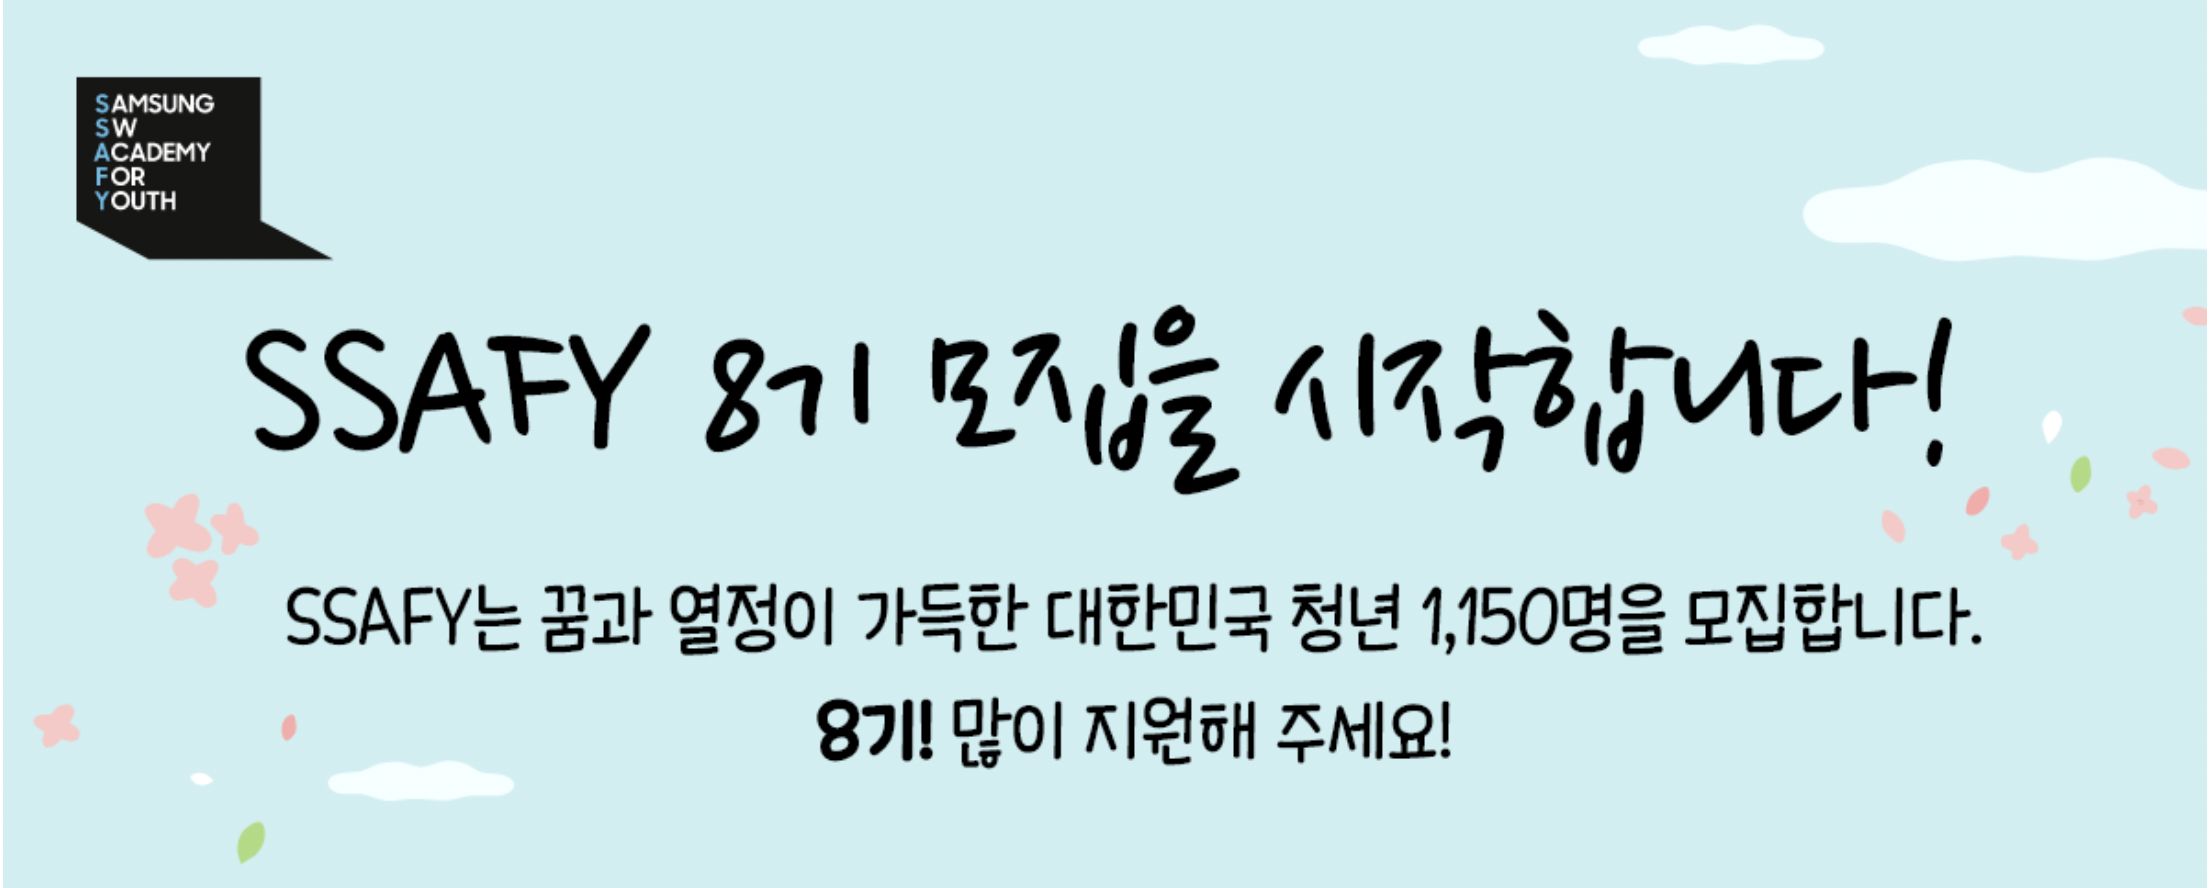 SAMSUNG
SW
ACADEMY
FOR
YOUTH
SSAFY 8기 모집을 시작합니다!
SSAFY는 꿈과 열정이 가득한 대한민국 청년 1,150명을 모집합니다.
8기! 많이 지원해 주세요!